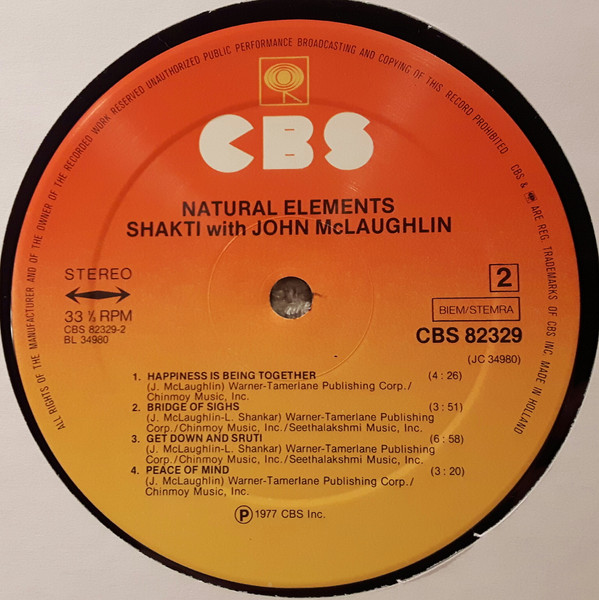 ALL RIGHTS OF THE MANUFACTURER AND OF THE OWNER OF THE RECORDED WORK RESERVED UNAUTHORIZED PUBLIC PERFORMANCE BROADCASTING AND COPYING OF THIS RECORD PROHIBITED
CBS & ARE REG. TRADEMARKS OF CBS INC. MADE IN HOLLAND
CBS
NATURAL ELEMENTS
SHAKTI with JOHN McLAUGHLIN
STEREO
33 ⅓ RPM
CBS 82329-2
BL 34980
2
BIEM/STEMRA
CBS 82329
(JC 34980)
1. HAPPINESS IS BEING TOGETHER (4 : 26)
(J. McLaughlin) Warner-Tamerlane Publishing Corp./
Chinmoy Music, Inc.
2. BRIDGE OF SIGHS (3 : 51)
(J. McLaughlin-L. Shankar) Warner-Tamerlane Publishing
Corp./Chinmoy Music, Inc./Seethalakshmi Music, Inc.
3. GET DOWN AND SRUTI (6 : 58)
(J. McLaughlin-L. Shankar) Warner-Tamerlane Publishing
Corp./Chinmoy Music, Inc./Seethalakshmi Music, Inc.
4. PEACE OF MIND (3 : 20)
(J. McLaughlin) Warner-Tamerlane Publishing Corp./
Chinmoy Music, Inc.
℗ 1977 CBS Inc.